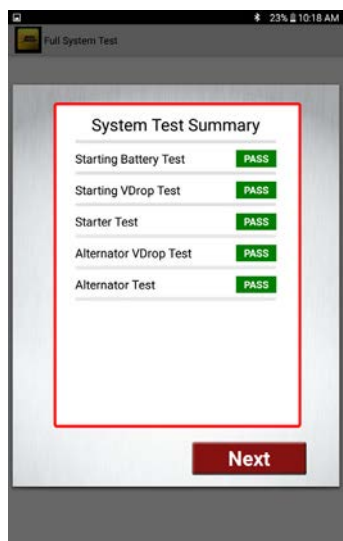 23% 10:18 AM
Full System Test
System Test Summary
Starting Battery Test PASS
Starting VDrop Test PASS
Starter Test PASS
Alternator VDrop Test PASS
Alternator Test PASS
Next